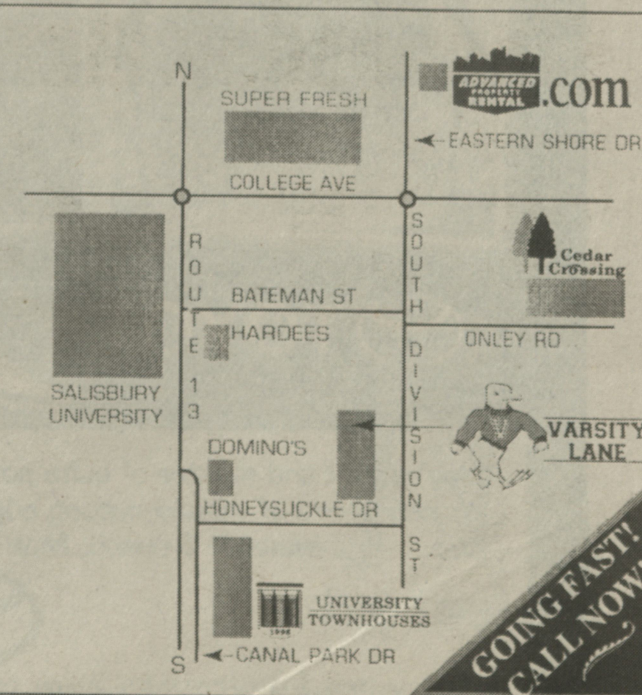 N
SUPER FRESH
ADVANCED
PROPERTY
RENTAL
.com
EASTERN SHORE DR
COLLEGE AVE
ROUTE 13
SOUTH DIVISION ST
Cedar
Crossing
BATEMAN ST
HARDEES
ONLEY RD
SALISBURY
UNIVERSITY
VARSITY
LANE
DOMINO'S
HONEYSUCKLE DR
GOING FAST!
CALL NOW!
UNIVERSITY
TOWNHOUSES
CANAL PARK DR
S